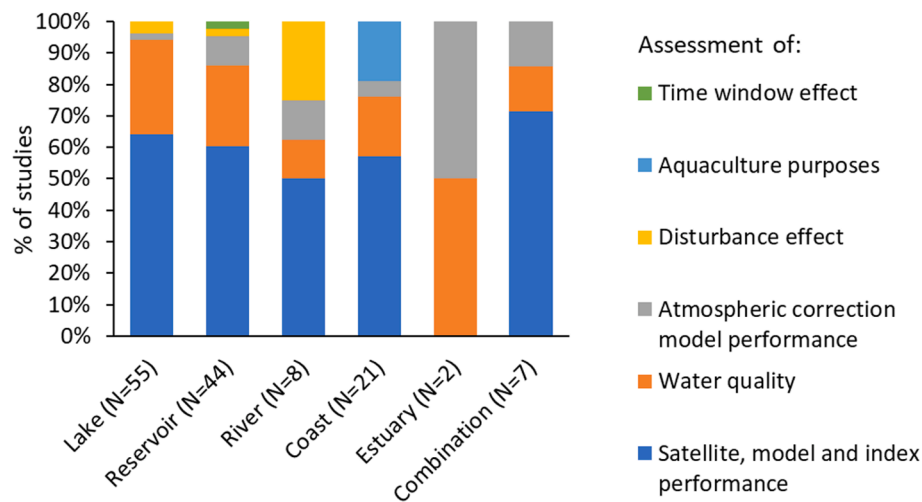 100%
90%
80%
70%
60%
50%
40%
30%
20%
10%
0%
% of studies
Lake (N=55)
Reservoir (N=44)
River (N=8)
Coast (N=21)
Estuary (N=2)
Combination (N=7)
Assessment of:
Time window effect
Aquaculture purposes
Disturbance effect
Atmospheric correction
model performance
Water quality
Satellite, model and index
performance